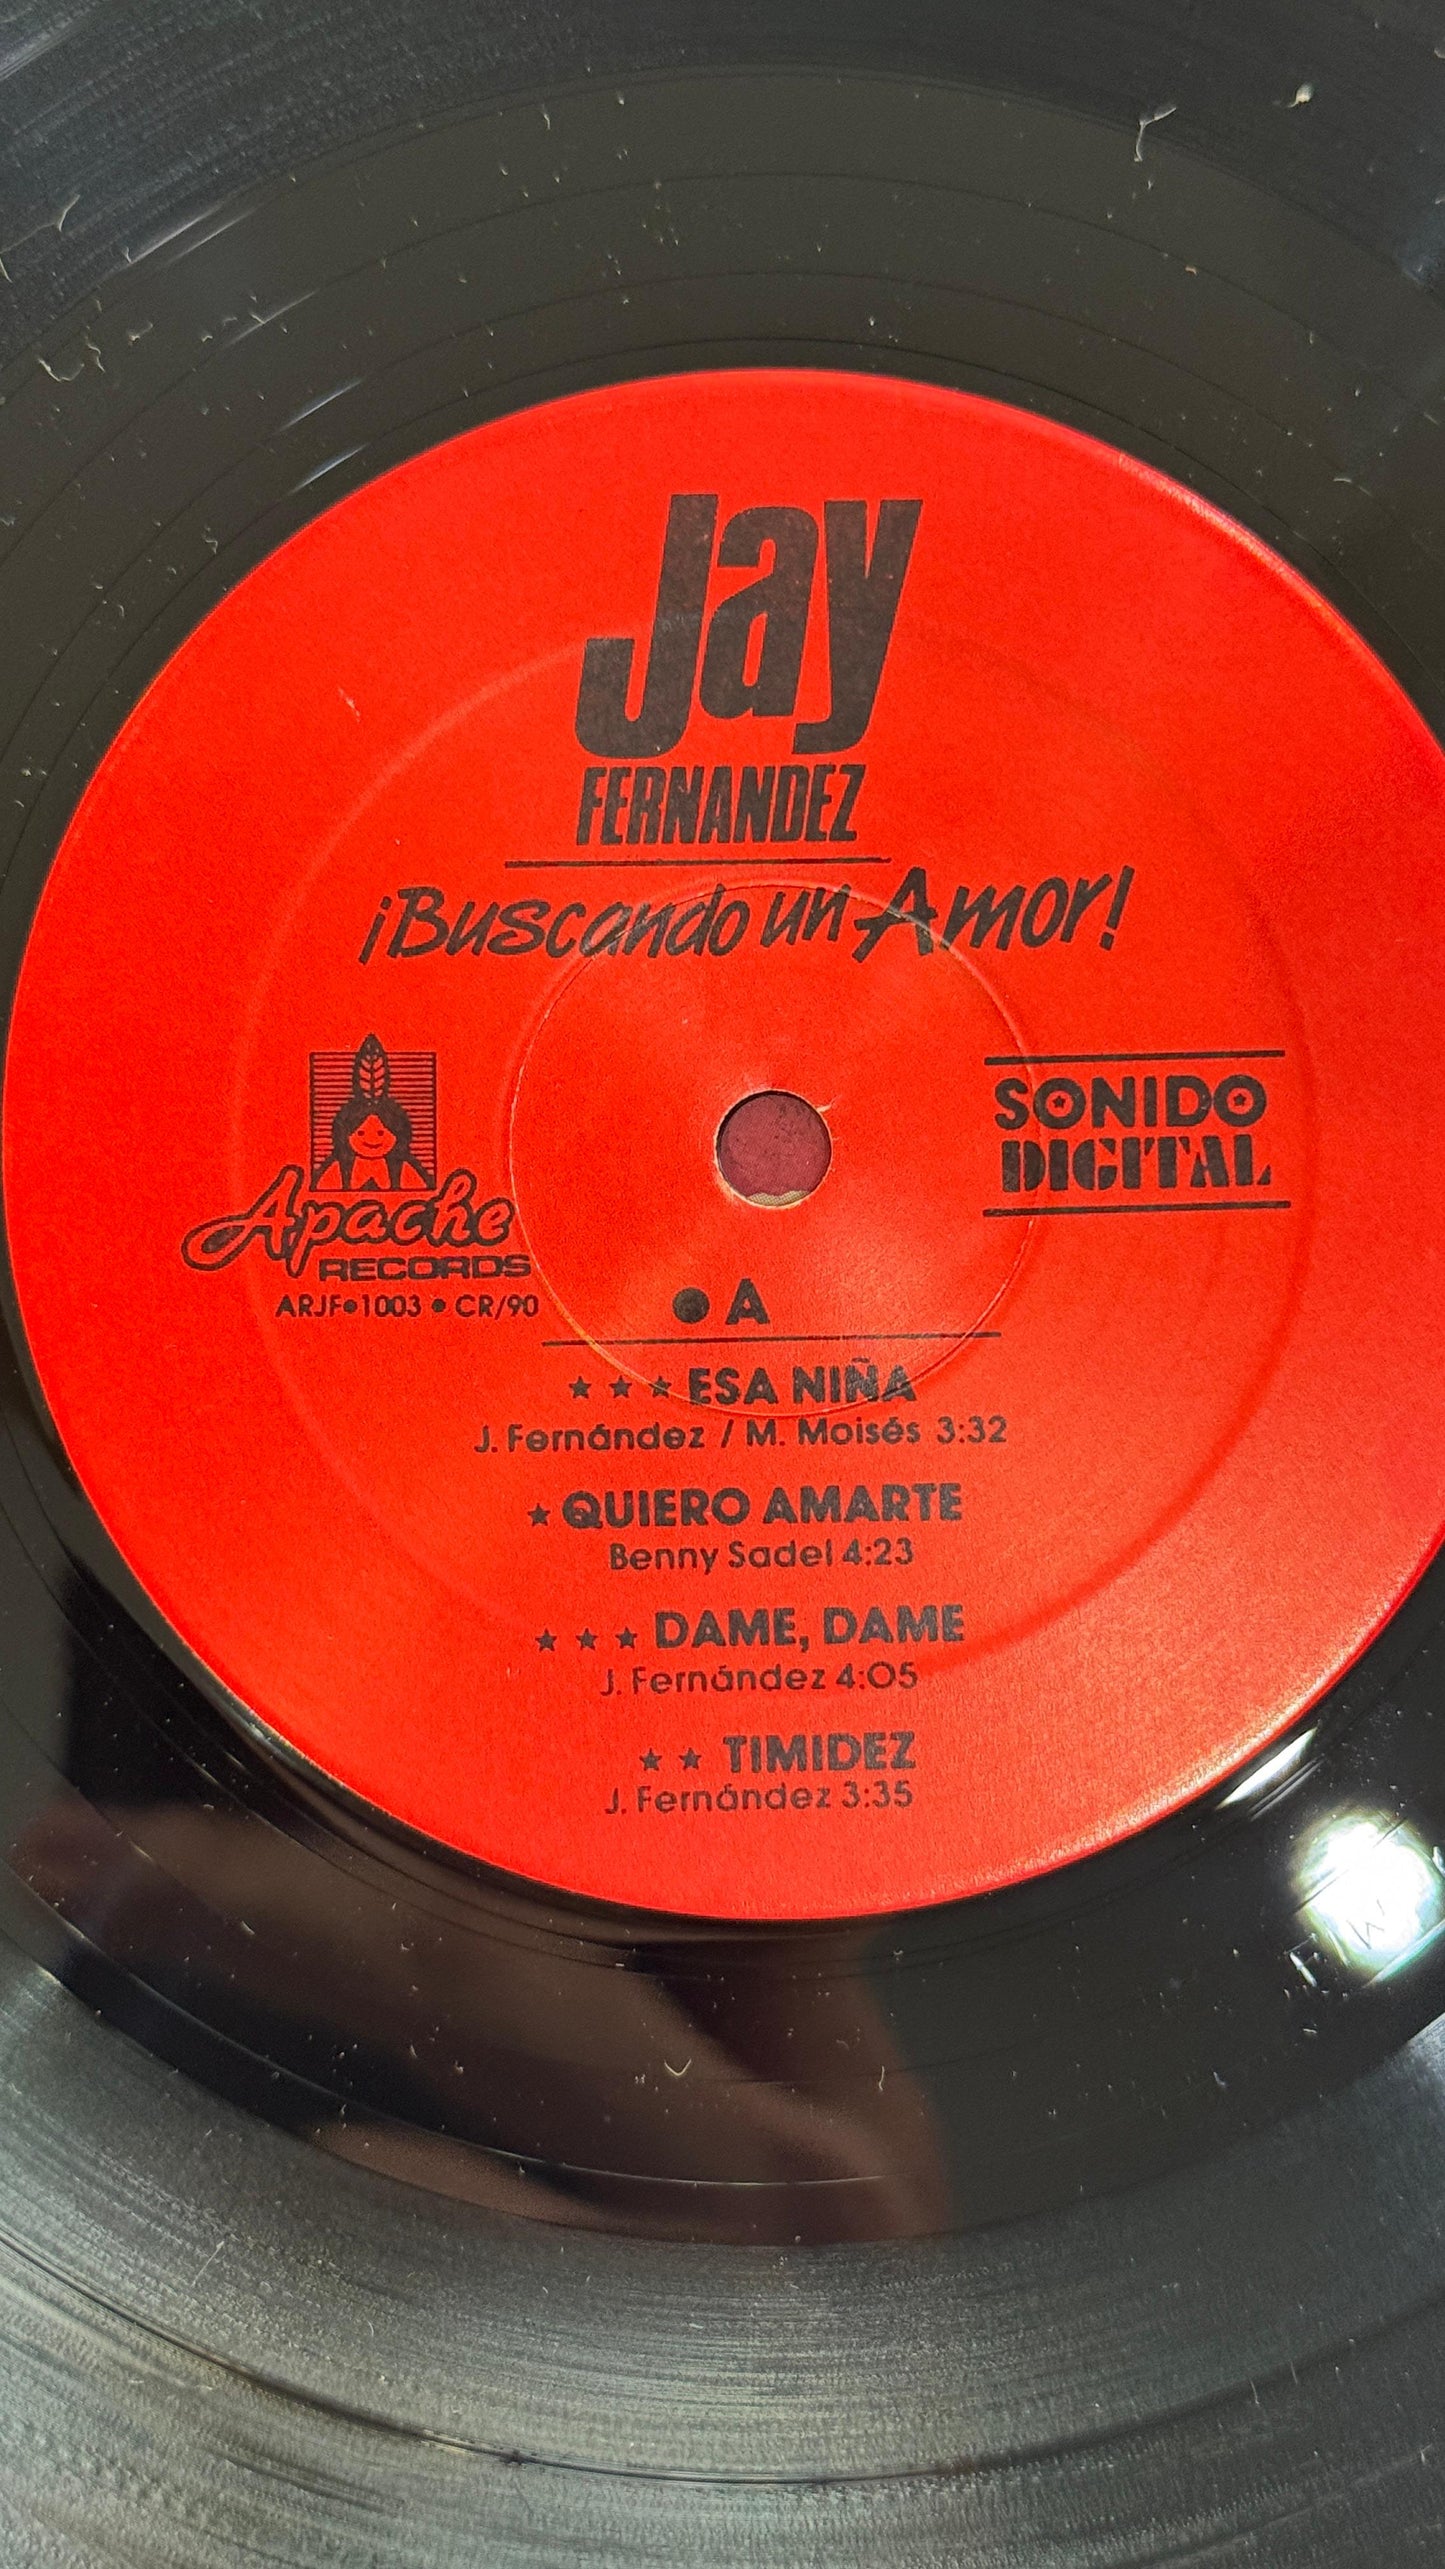 Jay
FERNANDEZ
¡Buscando un Amor!
Apache
RECORDS
ARJF•1003 • CR/90
SONIDO
DIGITAL
● A
★ ★ ★ ESA NIÑA
J. Fernández / M. Moisés 3:32
★ QUIERO AMARTE
Benny Sadel 4:23
★ ★ ★ DAME, DAME
J. Fernández 4:05
★ ★ TIMIDEZ
J. Fernández 3:35